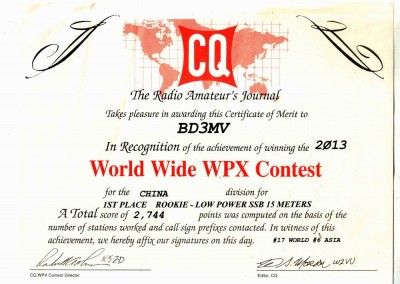 CQ
The Radio Amateur's Journal
Takes pleasure in awarding this Certificate of Merit to
BD3MV
In Recognition of the achievement of winning the 2013
World Wide WPX Contest
for the CHINA division for
1ST PLACE ROOKIE - LOW POWER SSB 15 METERS
A Total score of 2,744 points was computed on the basis of the
number of stations worked and call sign prefixes contacted. In witness of this
achievement, we hereby affix our signatures on this day. #17 WORLD #6 ASIA
K5ZD
W2VU
CQ WPX Contest Director
Editor, CQ